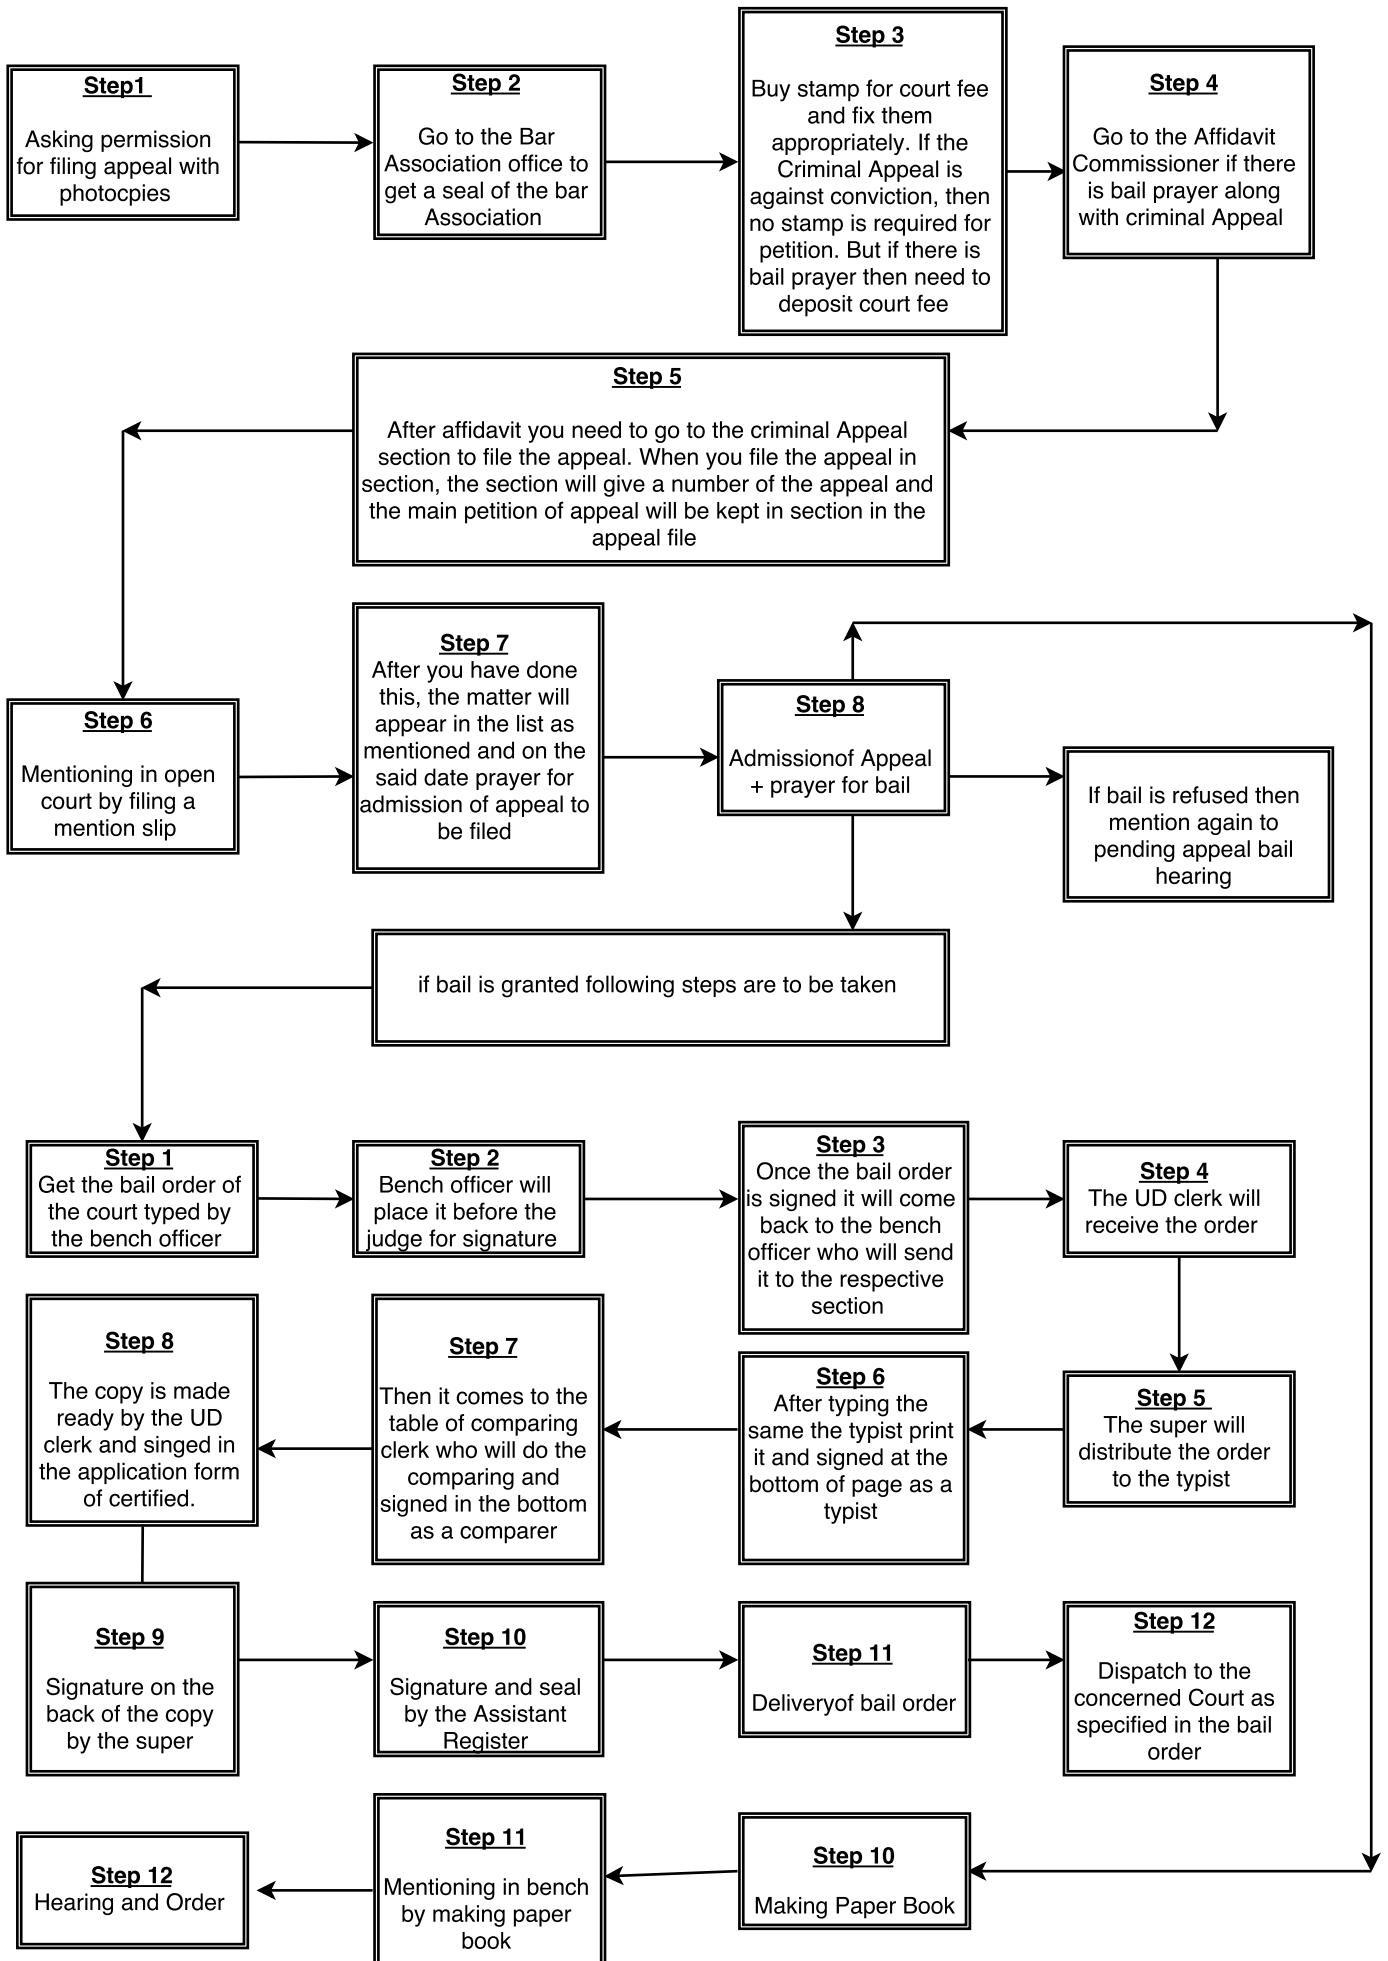 Step1
Asking permission
for filing appeal with
photocpies
Step 2
Go to the Bar
Association office to
get a seal of the bar
Association
Step 3
Buy stamp for court fee
and fix them
appropriately. If the
Criminal Appeal is
against conviction, then
no stamp is required for
petition. But if there is
bail prayer then need to
deposit court fee
Step 4
Go to the Affidavit
Commissioner if there
is bail prayer along
with criminal Appeal
Step 5
After affidavit you need to go to the criminal Appeal
section to file the appeal. When you file the appeal in
section, the section will give a number of the appeal and
the main petition of appeal will be kept in section in the
appeal file
Step 6
Mentioning in open
court by filing a
mention slip
Step 7
After you have done
this, the matter will
appear in the list as
mentioned and on the
said date prayer for
admission of appeal to
be filed
Step 8
Admissionof Appeal
+ prayer for bail
If bail is refused then
mention again to
pending appeal bail
hearing
if bail is granted following steps are to be taken
Step 1
Get the bail order of
the court typed by
the bench officer
Step 2
Bench officer will
place it before the
judge for signature
Step 3
Once the bail order
is signed it will come
back to the bench
officer who will send
it to the respective
section
Step 4
The UD clerk will
receive the order
Step 5
The super will
distribute the order
to the typist
Step 6
After typing the
same the typist print
it and signed at the
bottom of page as a
typist
Step 7
Then it comes to the
table of comparing
clerk who will do the
comparing and
signed in the bottom
as a comparer
Step 8
The copy is made
ready by the UD
clerk and singed in
the application form
of certified.
Step 9
Signature on the
back of the copy
by the super
Step 10
Signature and seal
by the Assistant
Register
Step 11
Deliveryof bail order
Step 12
Dispatch to the
concerned Court as
specified in the bail
order
Step 10
Making Paper Book
Step 11
Mentioning in bench
by making paper
book
Step 12
Hearing and Order